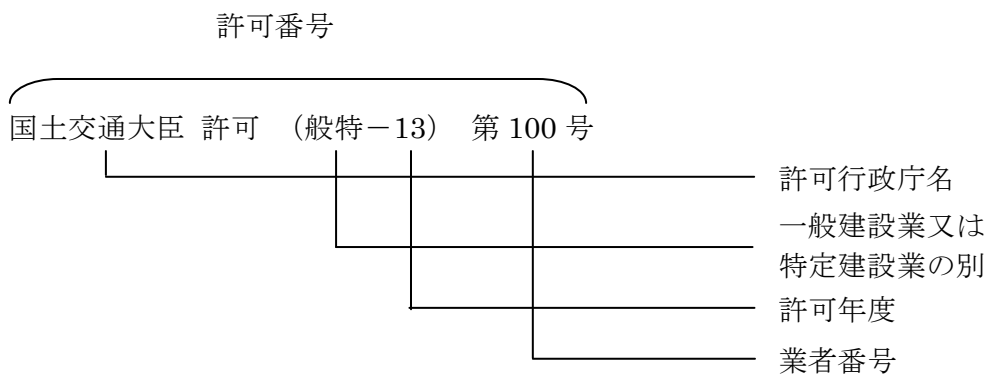 許可番号
国土交通大臣 許可 （般特－13） 第 100 号
許可行政庁名
一般建設業又は
特定建設業の別
許可年度
業者番号